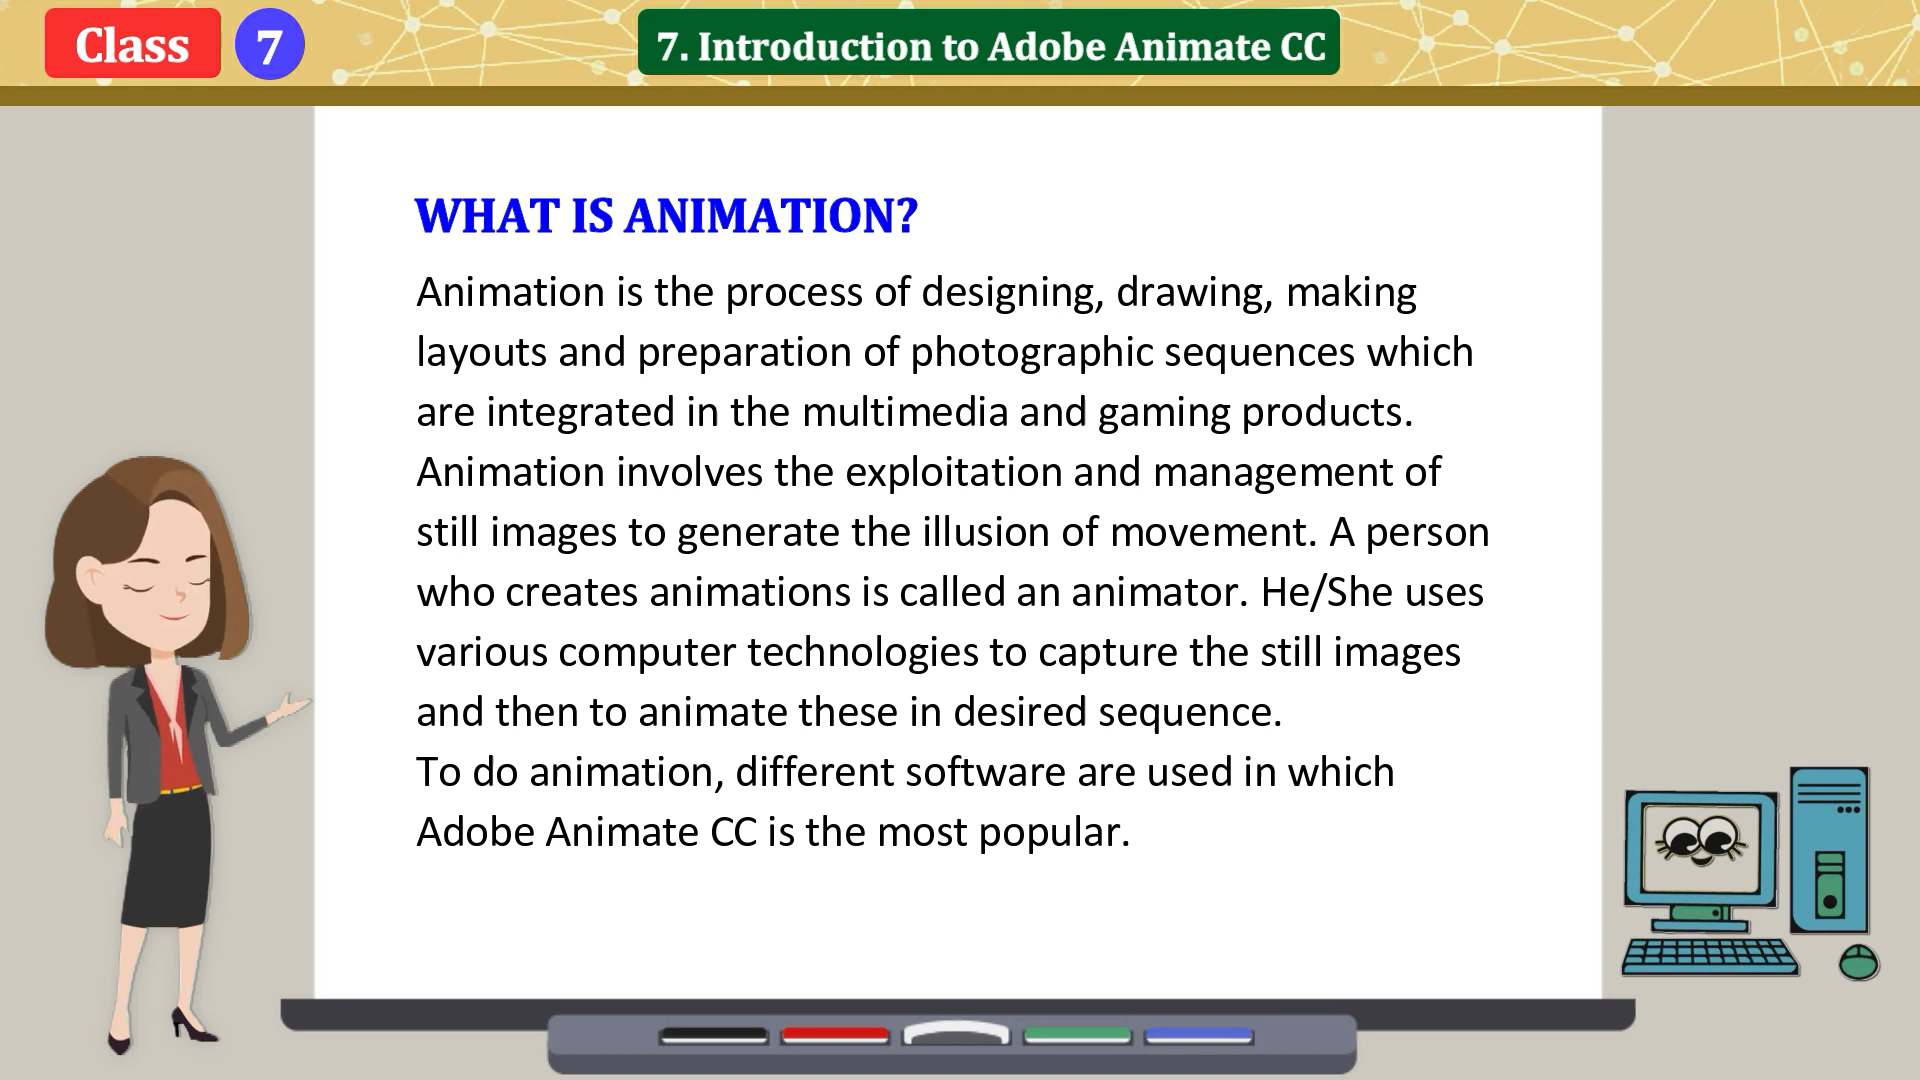 Class 7
7. Introduction to Adobe Animate CC
WHAT IS ANIMATION?
Animation is the process of designing, drawing, making
layouts and preparation of photographic sequences which
are integrated in the multimedia and gaming products.
Animation involves the exploitation and management of
still images to generate the illusion of movement. A person
who creates animations is called an animator. He/She uses
various computer technologies to capture the still images
and then to animate these in desired sequence.
To do animation, different software are used in which
Adobe Animate CC is the most popular.